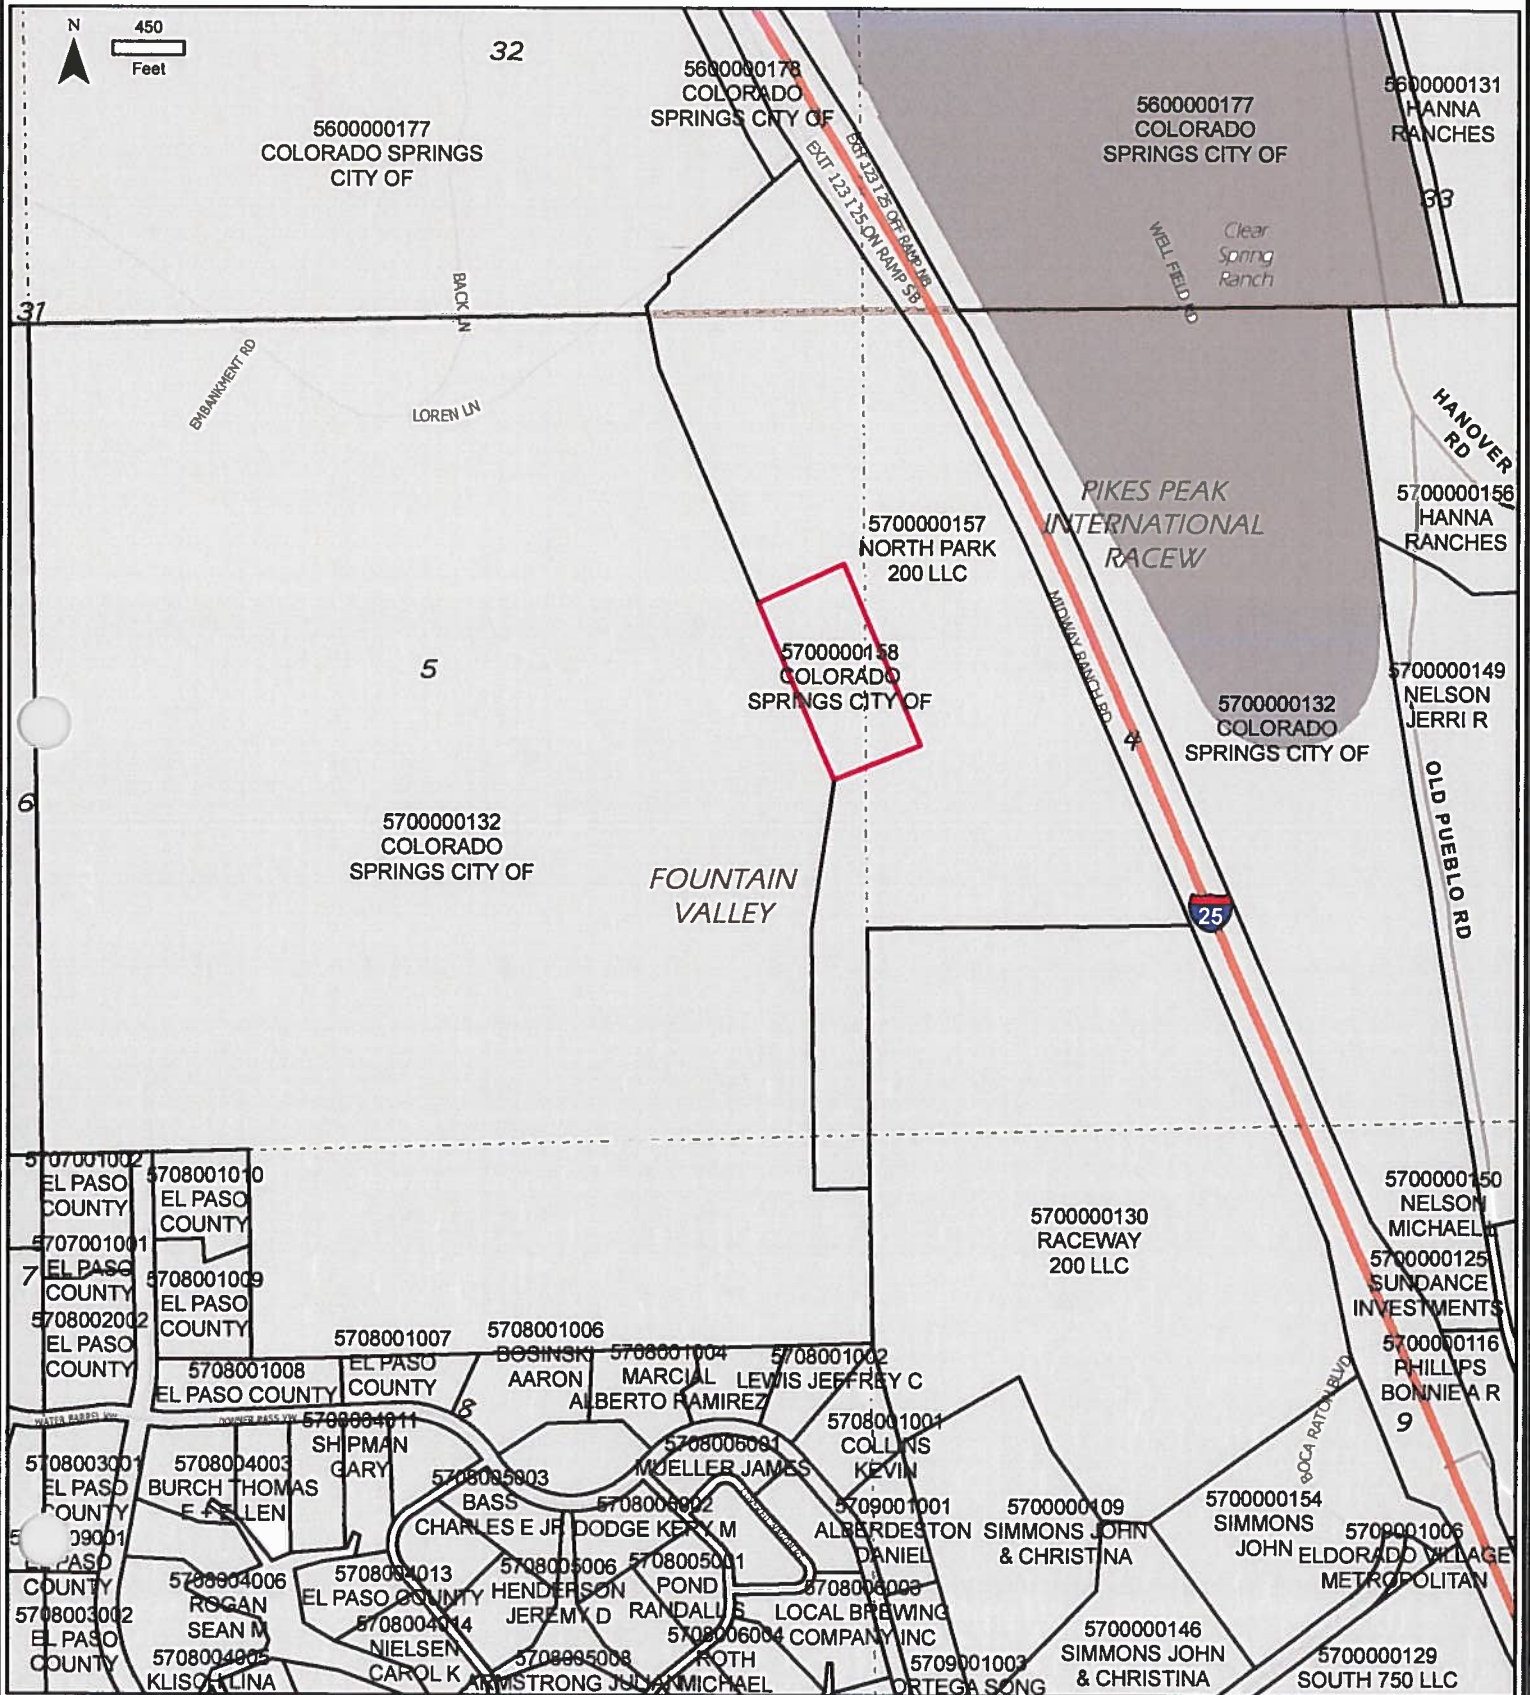 N
450
Feet
32
5600000178
COLORADO
SPRINGS CITY OF
5600000177
COLORADO SPRINGS
CITY OF
5600000177
COLORADO
SPRINGS CITY OF
5600000131
HANNA
RANCHES
33
EXIT 123 I 25 OFF RAMP NB
EXIT 123 I 25 ON RAMP SB
WELL FIELD RD
Clear
Spring
Ranch
31
BACK LN
EMBANKMENT RD
LOREN LN
HANOVER
RD
PIKES PEAK
INTERNATIONAL
RACEW
5700000156
HANNA
RANCHES
5700000157
NORTH PARK
200 LLC
MIDWAY RANCH RD
5
5700000158
COLORADO
SPRINGS CITY OF
5700000149
NELSON
JERRI R
5700000132
COLORADO
SPRINGS CITY OF
4
6
OLD PUEBLO RD
5700000132
COLORADO
SPRINGS CITY OF
FOUNTAIN
VALLEY
25
5707001002
EL PASO
COUNTY
5708001010
EL PASO
COUNTY
5700000150
NELSON
MICHAEL L
5700000130
RACEWAY
200 LLC
5707001001
EL PASO
COUNTY
7
5708001009
EL PASO
COUNTY
5700000125
SUNDANCE
INVESTMENTS
5708002002
EL PASO
COUNTY
5708001007
EL PASO
COUNTY
5708001006
BOSINSKI
AARON
5708001004
MARCIAL
ALBERTO RAMIREZ
5708001002
LEWIS JEFFREY C
5700000116
PHILLIPS
BONNIE A R
5708001008
EL PASO COUNTY
8
9
BOCA RATON BLVD
WATER BARREL VW
DONNER PASS VW
5708004011
SHIPMAN
GARY
5708001001
COLLINS
KEVIN
5708006001
MUELLER JAMES
5708003001
EL PASO
COUNTY
5708004003
BURCH THOMAS
E + ELLEN
5708005003
BASS
CHARLES E JR
5708006002
DODGE KERY M
5709001001
ALBERDESTON
DANIEL
5700000109
SIMMONS JOHN
& CHRISTINA
5700000154
SIMMONS
JOHN
5709001006
ELDORADO VILLAGE
METROPOLITAN
09001
EL PASO
COUNTY
5708004006
ROGAN
SEAN M
5708004013
EL PASO COUNTY
5708005006
HENDERSON
JEREMY D
5708005001
POND
RANDALL S
5708006003
LOCAL BREWING
COMPANY INC
5708003002
EL PASO
COUNTY
5708004005
5708004014
NIELSEN
CAROL K
5708005008
ARMSTRONG JULIAN
5708006004
ROTH
MICHAEL
5709001003
ORTEGA SONG
5700000146
SIMMONS JOHN
& CHRISTINA
5700000129
SOUTH 750 LLC